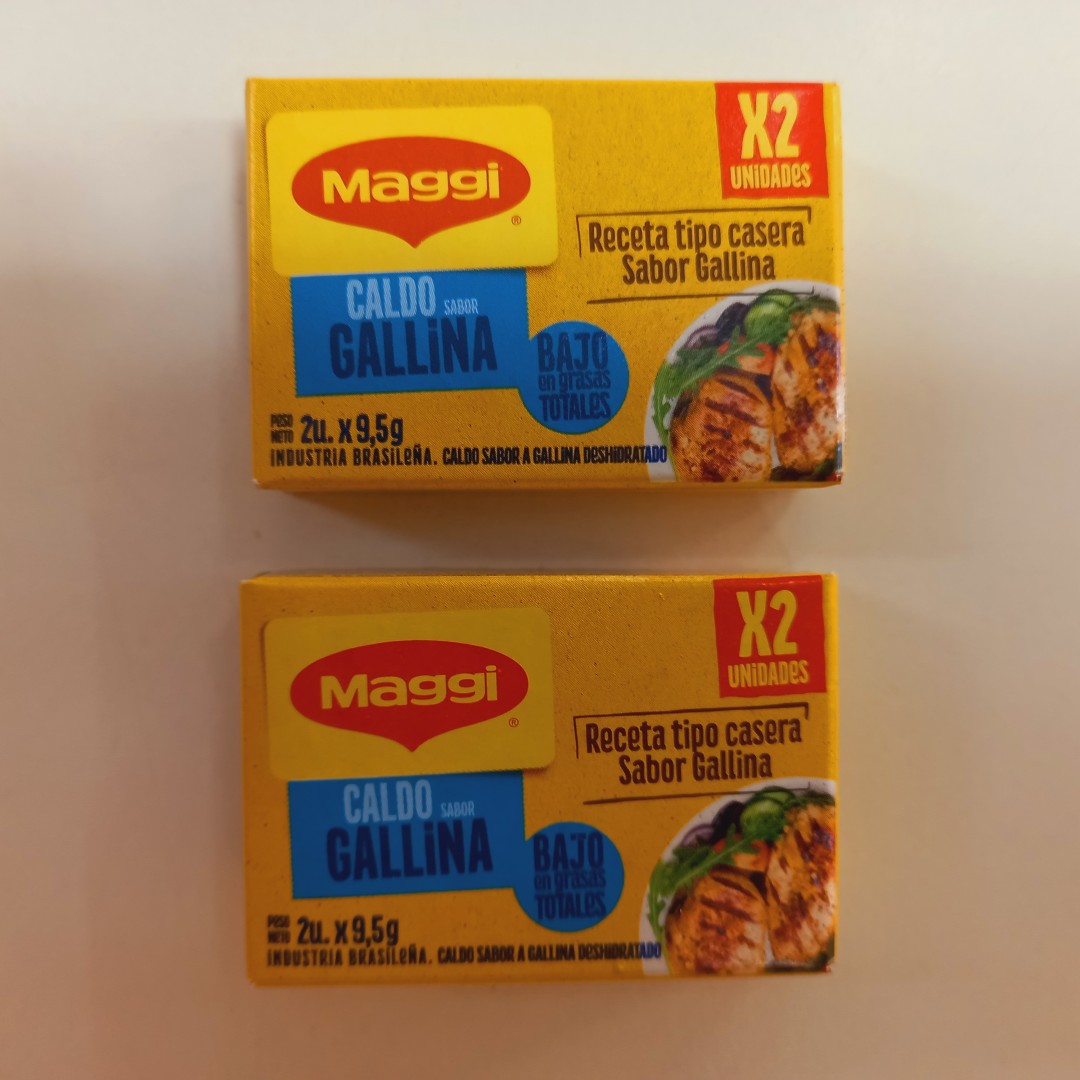 Maggi
®
X2
UNiDADeS
Receta tipo casera
Sabor Gallina
CALDO SABOR
GALLiNA
BAJO
en grasas
TOTALES
PESO
NETO 2u. x 9,5g
INDUSTRIA BRASILeÑA. CALDO SABOR A GALLINA DeSHiDRATADO
Maggi
®
X2
UNiDADeS
Receta tipo casera
Sabor Gallina
CALDO SABOR
GALLiNA
BAJO
en grasas
TOTALES
PESO
NETO 2u. x 9,5g
INDUSTRIA BRASILeÑA. CALDO SABOR A GALLINA DeSHiDRATADO